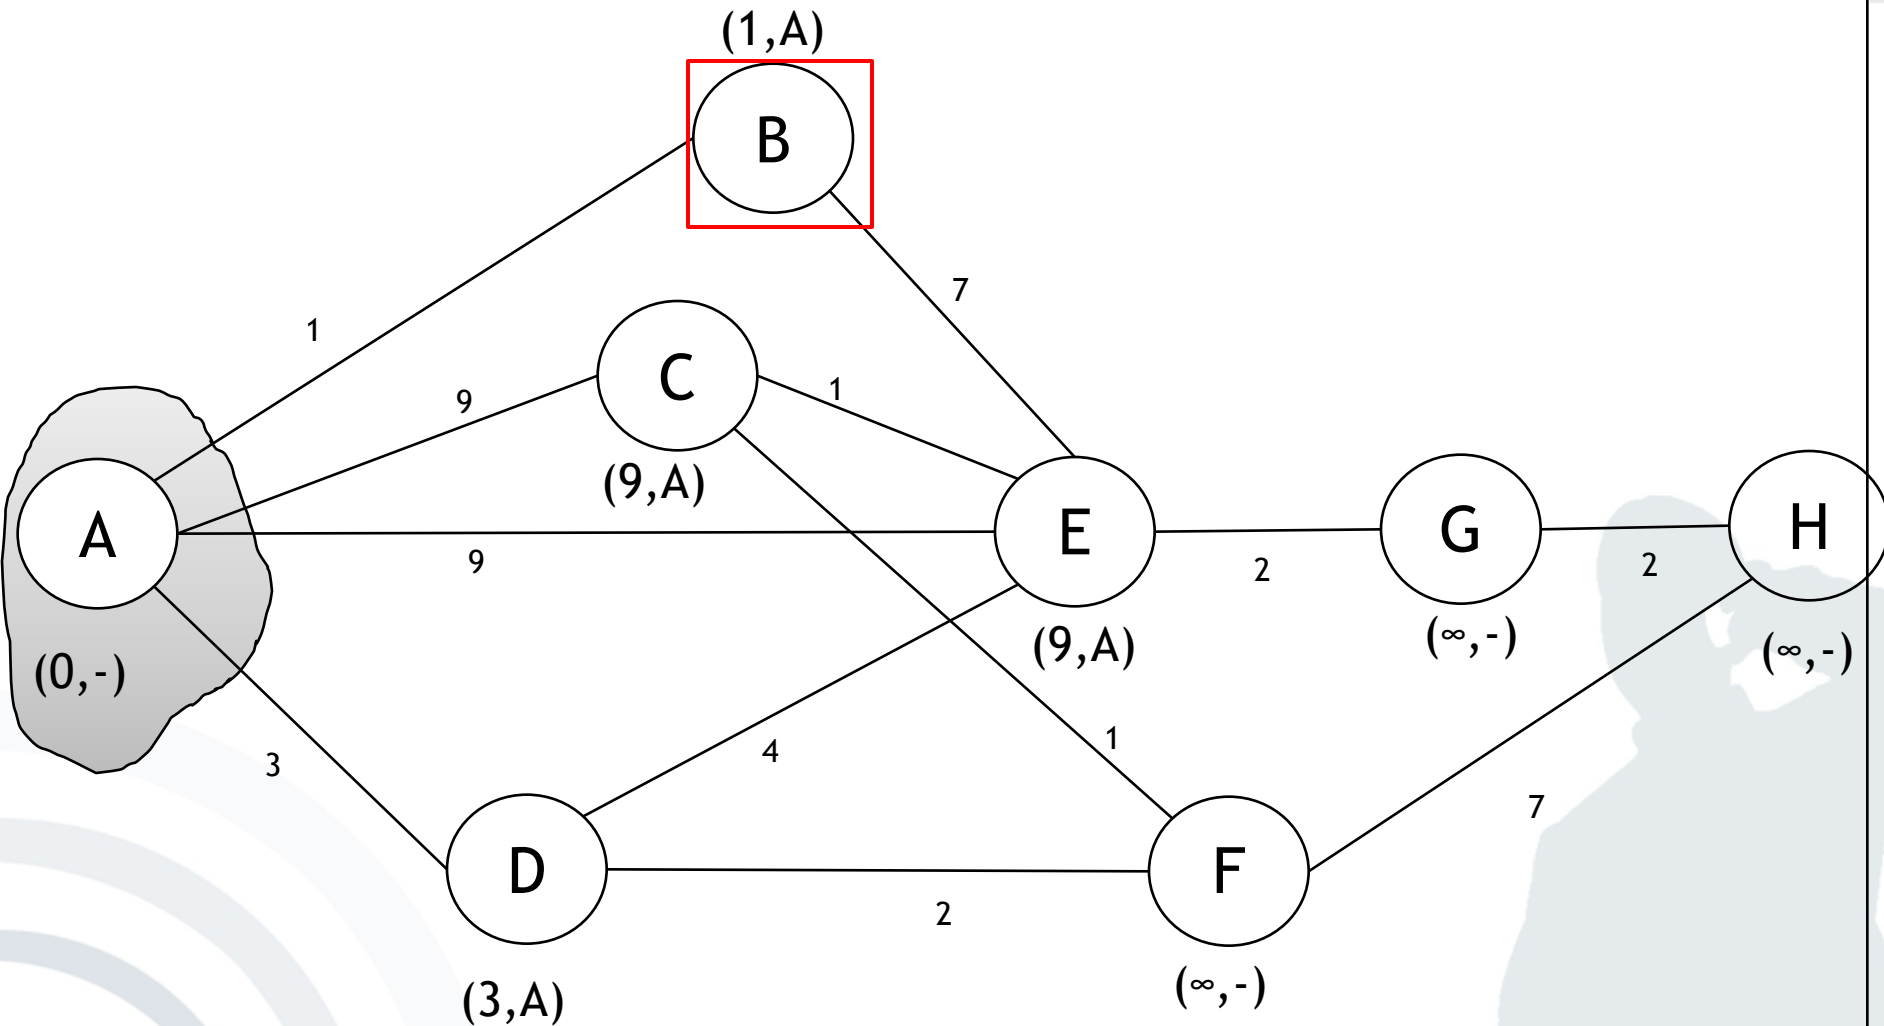 (1,A)
B
7
1
C
1
9
(9,A)
A
E
G
H
9
2
2
(0,-)
(9,A)
(∞,-)
(∞,-)
3
4
1
7
D
F
2
(3,A)
(∞,-)